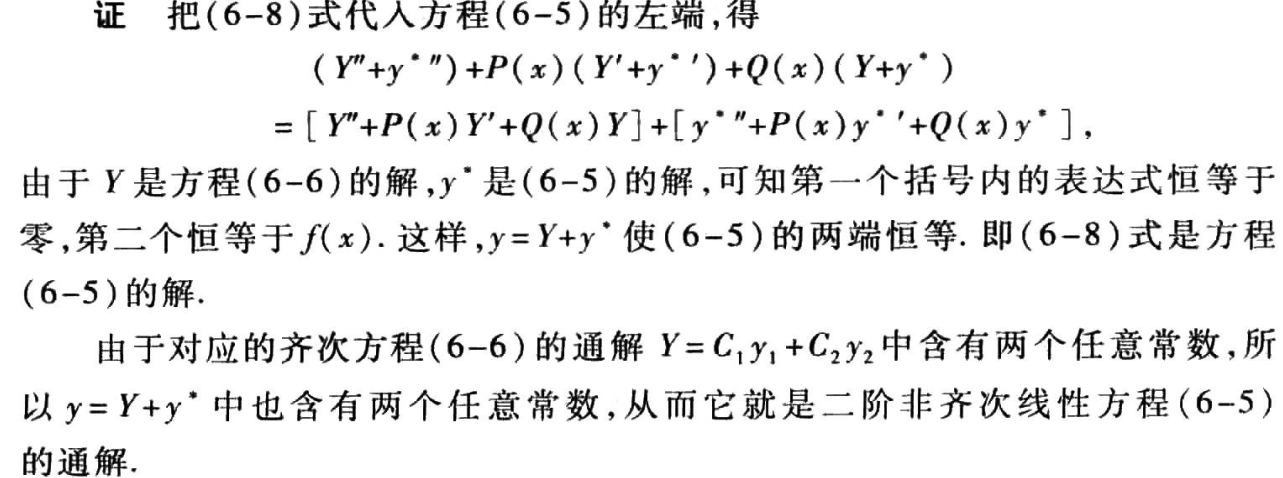 证 把(6-8)式代入方程(6-5)的左端,得
(Y″+y*″)+P(x)(Y′+y*′)+Q(x)(Y+y*)
=[Y″+P(x)Y′+Q(x)Y]+[y*″+P(x)y*′+Q(x)y*],
由于 Y 是方程(6-6)的解,y*是(6-5)的解,可知第一个括号内的表达式恒等于
零,第二个恒等于f(x).这样,y=Y+y*使(6-5)的两端恒等.即(6-8)式是方程
(6-5)的解.
由于对应的齐次方程(6-6)的通解 Y=C₁y₁+C₂y₂中含有两个任意常数,所
以 y=Y+y*中也含有两个任意常数,从而它就是二阶非齐次线性方程(6-5)
的通解.